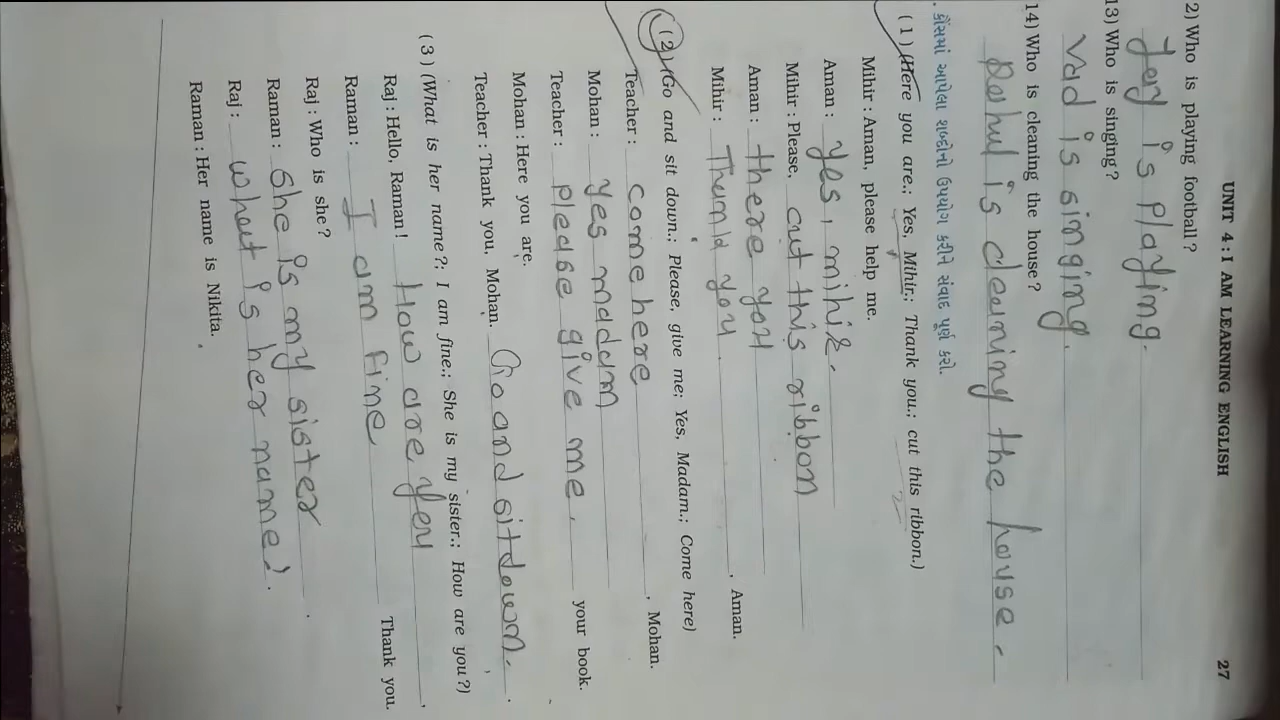 UNIT 4 : I AM LEARNING ENGLISH 27
2) Who is playing football?
Jay is playing.
13) Who is singing?
Vad is singing.
14) Who is cleaning the house?
is cleaning the house.
. કૌંસમાં આપેલા શબ્દોનો ઉપયોગ કરીને સંવાદ પૂર્ણ કરો.
( 1 ) (Here you are.; Yes, Mihir.; Thank you.; cut this ribbon.)
Mihir : Aman, please help me.
Aman : yes, mihir.
Mihir : Please, cut this ribbon
Aman : there you
Mihir : Thank you . , Aman.
(2) (Go and sit down.; Please, give me; Yes, Madam.; Come here)
Teacher : come here , Mohan.
Mohan : yes maddam
Teacher : please give me, your book.
Mohan : Here you are.
Teacher : Thank you, Mohan. Go and sit down. .
( 3 ) (What is her name?; I am fine.; She is my sister.; How are you?)
Raj : Hello, Raman! How are you ,
Raman : I am fine Thank you.
Raj : Who is she?
Raman : She is my sister .
Raj : what is her name?.
Raman : Her name is Nikita.